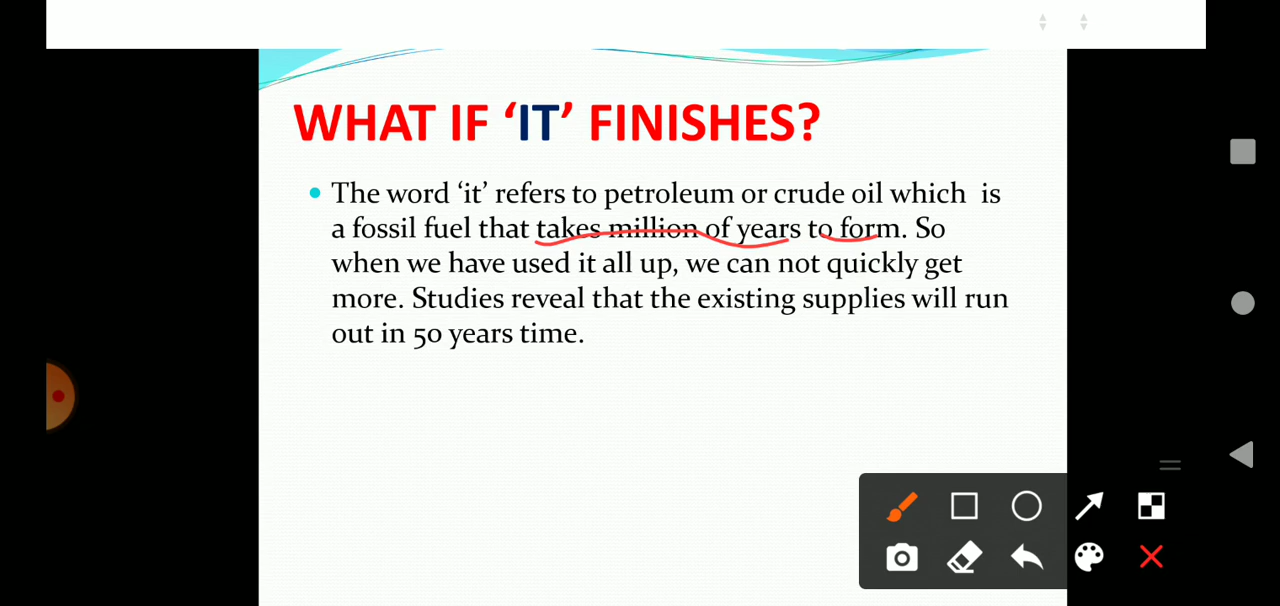 WHAT IF ‘IT’ FINISHES?
The word ‘it’ refers to petroleum or crude oil which is
a fossil fuel that takes million of years to form. So
when we have used it all up, we can not quickly get
more. Studies reveal that the existing supplies will run
out in 50 years time.